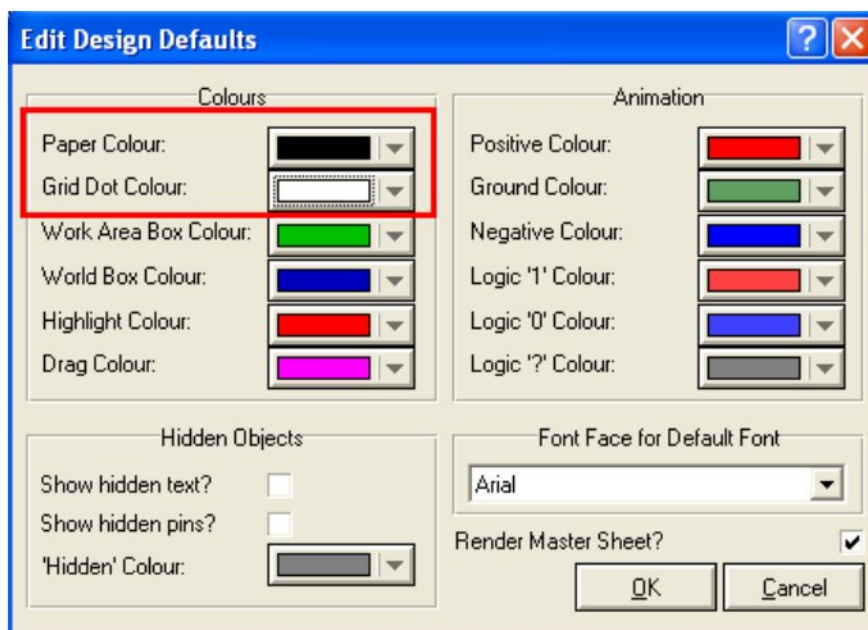 Edit Design Defaults
Colours
Paper Colour:
Grid Dot Colour:
Work Area Box Colour:
World Box Colour:
Highlight Colour:
Drag Colour:
Animation
Positive Colour:
Ground Colour:
Negative Colour:
Logic '1' Colour:
Logic '0' Colour:
Logic '?' Colour:
Hidden Objects
Show hidden text?
Show hidden pins?
'Hidden' Colour:
Font Face for Default Font
Arial
Render Master Sheet?
OK
Cancel